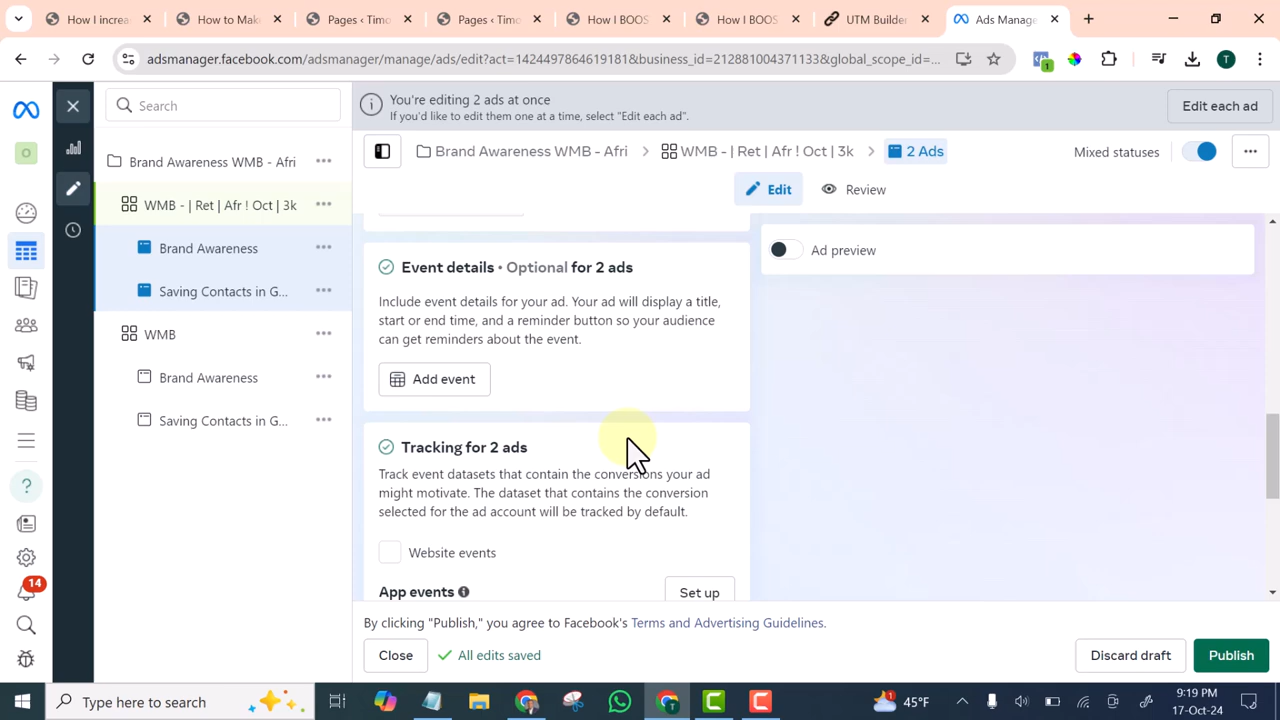 How I increa
How to Make
Pages ‹ Timo
Pages ‹ Timo
How I BOOS
How I BOOS
UTM Builder
Ads Manage
adsmanager.facebook.com/adsmanager/manage/ads/edit?act=1424497864619181&business_id=212881004371133&global_scope_id=...
1
T
Search
You're editing 2 ads at once
If you'd like to edit them one at a time, select "Edit each ad".
Edit each ad
O
Brand Awareness WMB - Afri
Brand Awareness WMB - Afri
WMB - | Ret | Afr ! Oct | 3k
2 Ads
Mixed statuses
Edit
Review
WMB - | Ret | Afr ! Oct | 3k
Brand Awareness
Saving Contacts in G...
WMB
Brand Awareness
Saving Contacts in G...
Event details • Optional for 2 ads
Include event details for your ad. Your ad will display a title,
start or end time, and a reminder button so your audience
can get reminders about the event.
Add event
Ad preview
Tracking for 2 ads
Track event datasets that contain the conversions your ad
might motivate. The dataset that contains the conversion
selected for the ad account will be tracked by default.
Website events
App events
Set up
14
By clicking "Publish," you agree to Facebook's Terms and Advertising Guidelines.
Close
All edits saved
Discard draft
Publish
Type here to search
45°F
9:19 PM
17-Oct-24